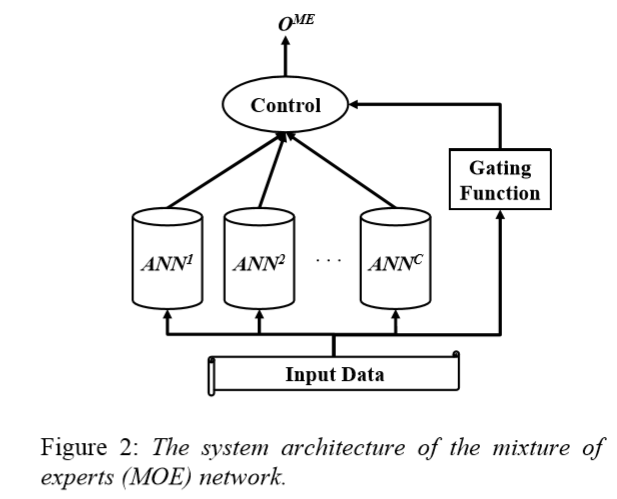 O^ME
Control
Gating
Function
ANN^1 ANN^2 . . . ANN^C
Input Data
Figure 2: The system architecture of the mixture of
experts (MOE) network.